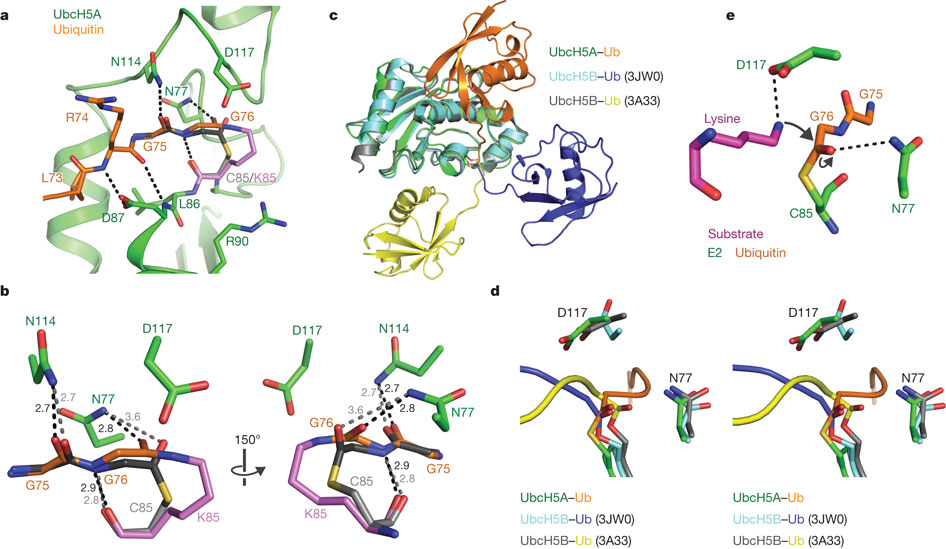 a
UbcH5A
Ubiquitin
N114
D117
N77
R74
G76
G75
L73
C85/K85
L86
D87
R90
c
UbcH5A–Ub
UbcH5B–Ub (3JW0)
UbcH5B–Ub (3A33)
e
D117
G75
G76
Lysine
C85
N77
Substrate
E2 Ubiquitin
b
N114
D117
D117
N114
2.7
2.7
N77
3.6
2.8
G75
G76
2.9
2.8
C85
K85
150°
2.7
2.7
3.6
2.8
N77
G76
G75
2.9
2.8
C85
K85
d
D117
N77
D117
N77
UbcH5A–Ub
UbcH5B–Ub (3JW0)
UbcH5B–Ub (3A33)
UbcH5A–Ub
UbcH5B–Ub (3JW0)
UbcH5B–Ub (3A33)